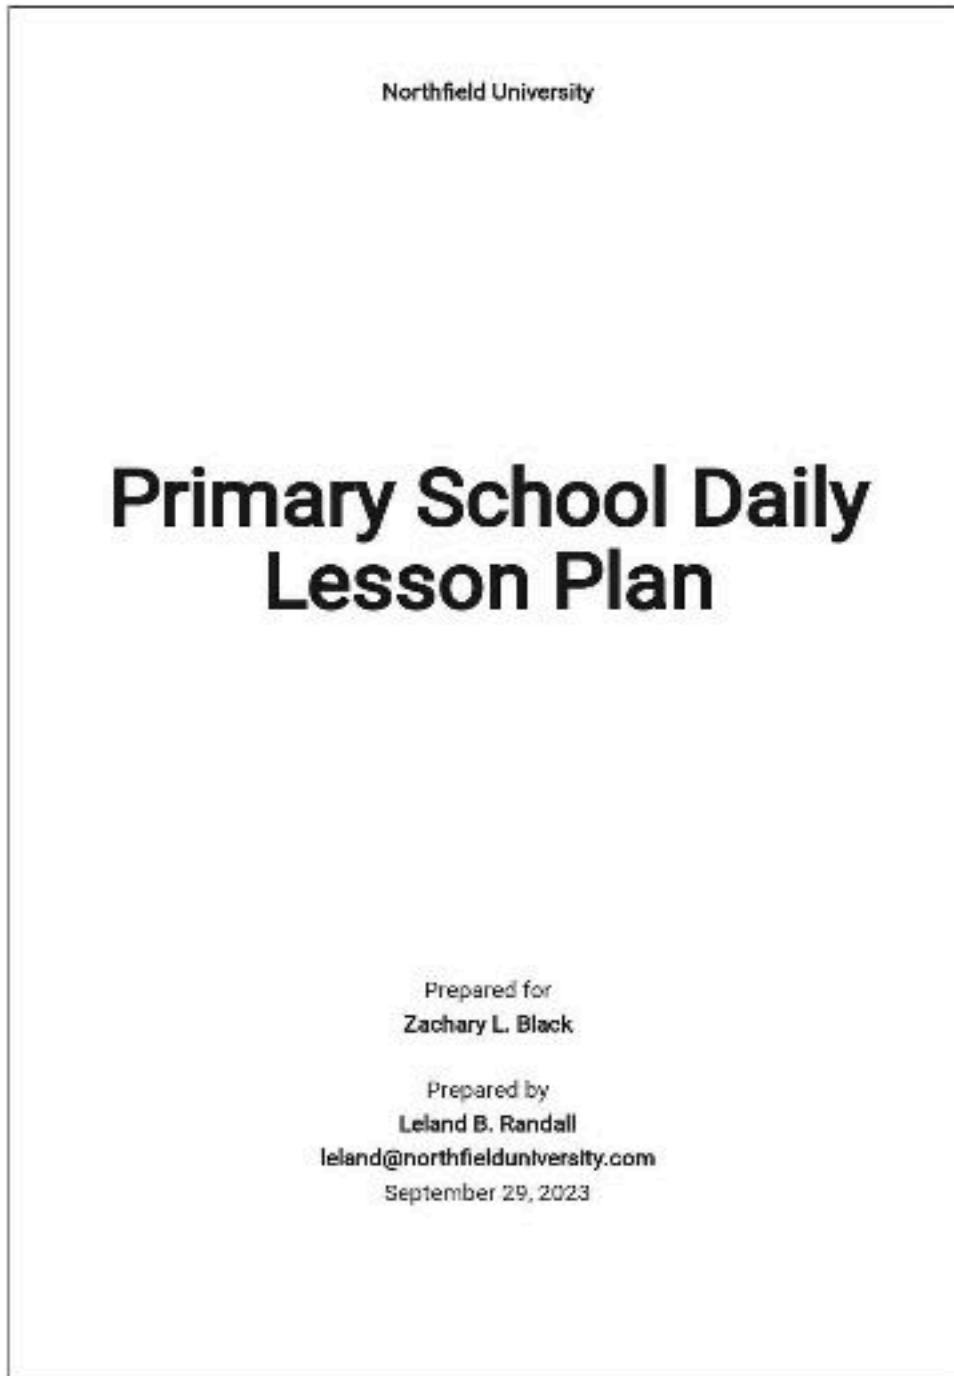 Northfield University
Primary School Daily
Lesson Plan
Prepared for
Zachary L. Black
Prepared by
Leland B. Randall
leland@northfielduniversity.com
September 29, 2023